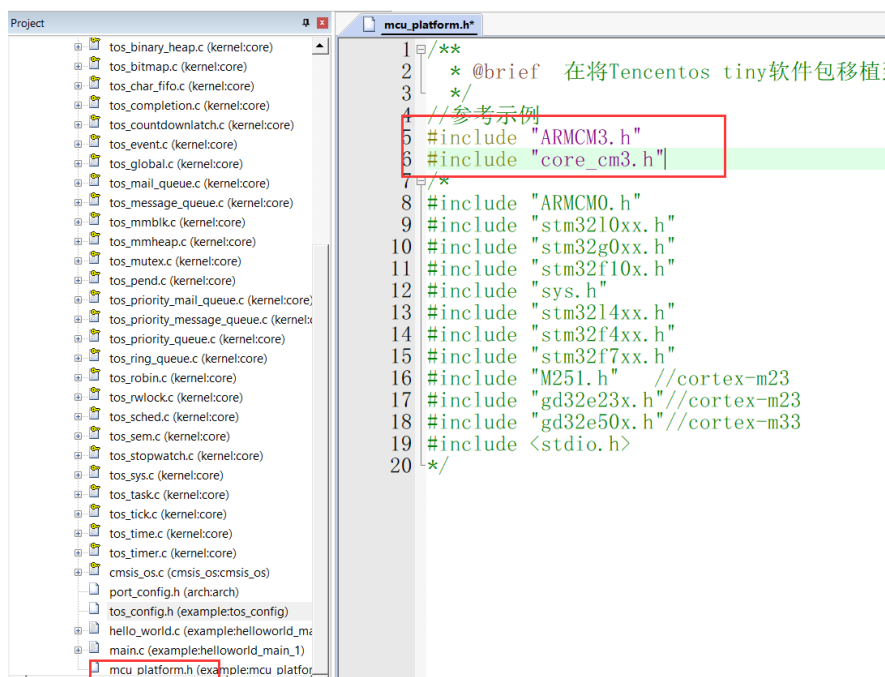 Project
tos_binary_heap.c (kernel:core)
tos_bitmap.c (kernel:core)
tos_char_fifo.c (kernel:core)
tos_completion.c (kernel:core)
tos_countdownlatch.c (kernel:core)
tos_event.c (kernel:core)
tos_global.c (kernel:core)
tos_mail_queue.c (kernel:core)
tos_message_queue.c (kernel:core)
tos_mmblk.c (kernel:core)
tos_mmheap.c (kernel:core)
tos_mutex.c (kernel:core)
tos_pend.c (kernel:core)
tos_priority_mail_queue.c (kernel:core)
tos_priority_message_queue.c (kernel:c
tos_priority_queue.c (kernel:core)
tos_ring_queue.c (kernel:core)
tos_robin.c (kernel:core)
tos_rwlock.c (kernel:core)
tos_sched.c (kernel:core)
tos_sem.c (kernel:core)
tos_stopwatch.c (kernel:core)
tos_sys.c (kernel:core)
tos_task.c (kernel:core)
tos_tick.c (kernel:core)
tos_time.c (kernel:core)
tos_timer.c (kernel:core)
cmsis_os.c (cmsis_os:cmsis_os)
port_config.h (arch:arch)
tos_config.h (example:tos_config)
hello_world.c (example:helloworld_ma
main.c (example:helloworld_main_1)
mcu_platform.h (example:mcu_platfor
mcu_platform.h*
1 /**
2 * @brief 在将Tencentos tiny软件包移植
3 */
4 //参考示例
5 #include "ARMCM3.h"
6 #include "core_cm3.h"
7 /*
8 #include "ARMCM0.h"
9 #include "stm32l0xx.h"
10 #include "stm32g0xx.h"
11 #include "stm32f10x.h"
12 #include "sys.h"
13 #include "stm32l4xx.h"
14 #include "stm32f4xx.h"
15 #include "stm32f7xx.h"
16 #include "M251.h" //cortex-m23
17 #include "gd32e23x.h"//cortex-m23
18 #include "gd32e50x.h"//cortex-m33
19 #include <stdio.h>
20 */